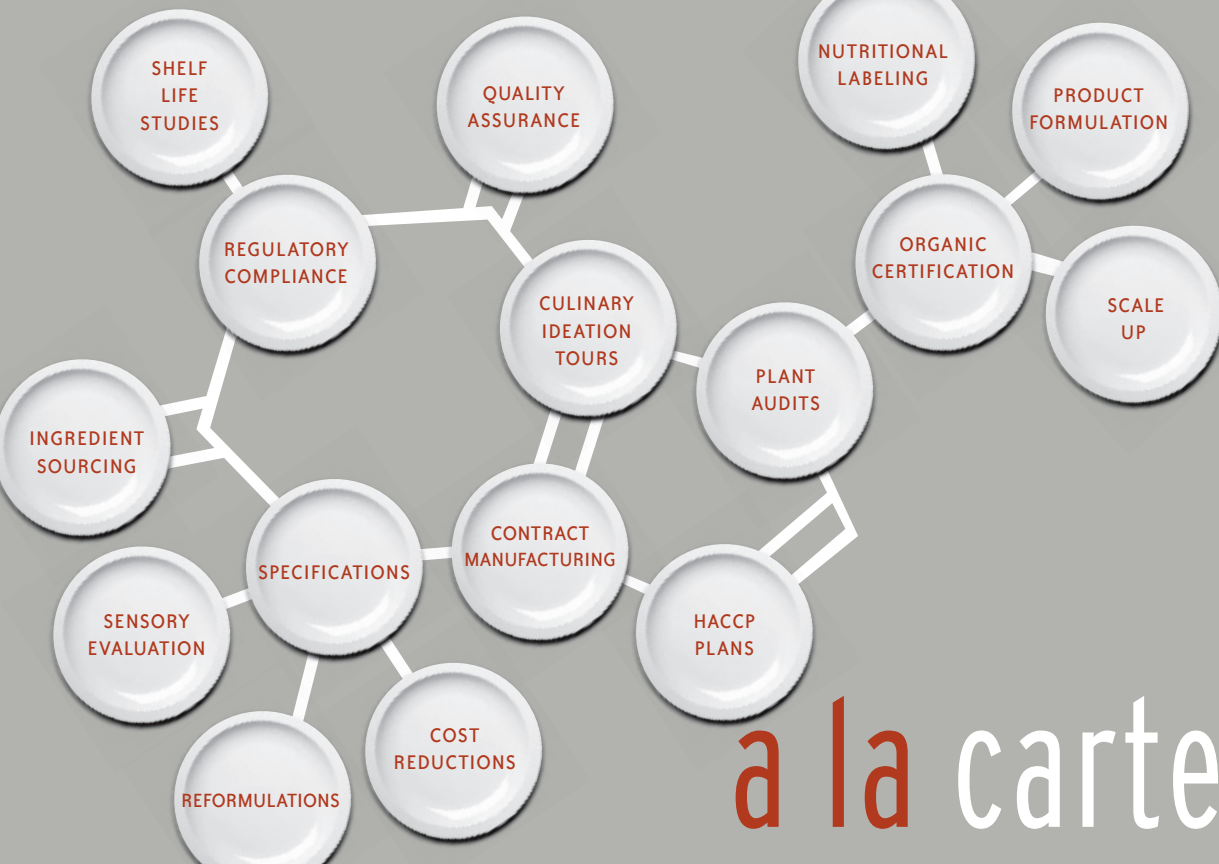 SHELF
LIFE
STUDIES
QUALITY
ASSURANCE
NUTRITIONAL
LABELING
PRODUCT
FORMULATION
REGULATORY
COMPLIANCE
ORGANIC
CERTIFICATION
CULINARY
IDEATION
TOURS
SCALE
UP
PLANT
AUDITS
INGREDIENT
SOURCING
SPECIFICATIONS
CONTRACT
MANUFACTURING
SENSORY
EVALUATION
HACCP
PLANS
COST
REDUCTIONS
REFORMULATIONS
a la carte